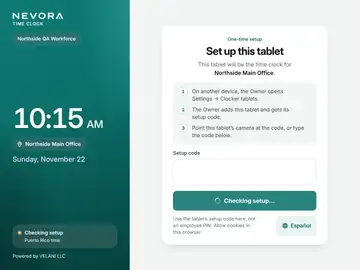 NEVORA
TIME CLOCK
Northside QA Workforce
10:15 AM
Northside Main Office
Sunday, November 22
Checking setup
Puerto Rico time
Powered by VELANI LLC
One-time setup
Set up this tablet
This tablet will be the time clock for
Northside Main Office.
1 On another device, the Owner opens
Settings → Clocker tablets.
2 The Owner adds this tablet and gets its
setup code.
3 Point this tablet's camera at the code, or type
the code below.
Setup code
Checking setup...
Use the tablet's setup code here, not
an employee PIN. Allow cookies in
this browser.
Español